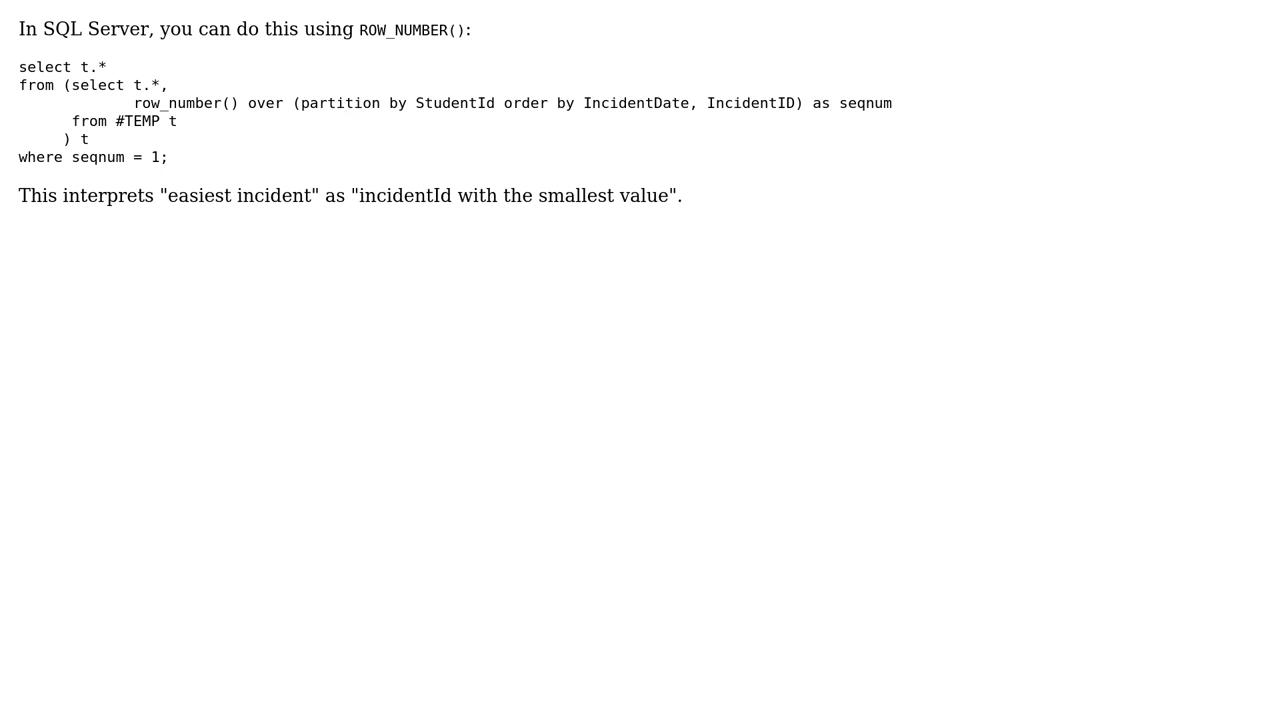 In SQL Server, you can do this using ROW_NUMBER():
select t.*
from (select t.*,
             row_number() over (partition by StudentId order by IncidentDate, IncidentID) as seqnum
      from #TEMP t
     ) t
where seqnum = 1;
This interprets "easiest incident" as "incidentId with the smallest value".